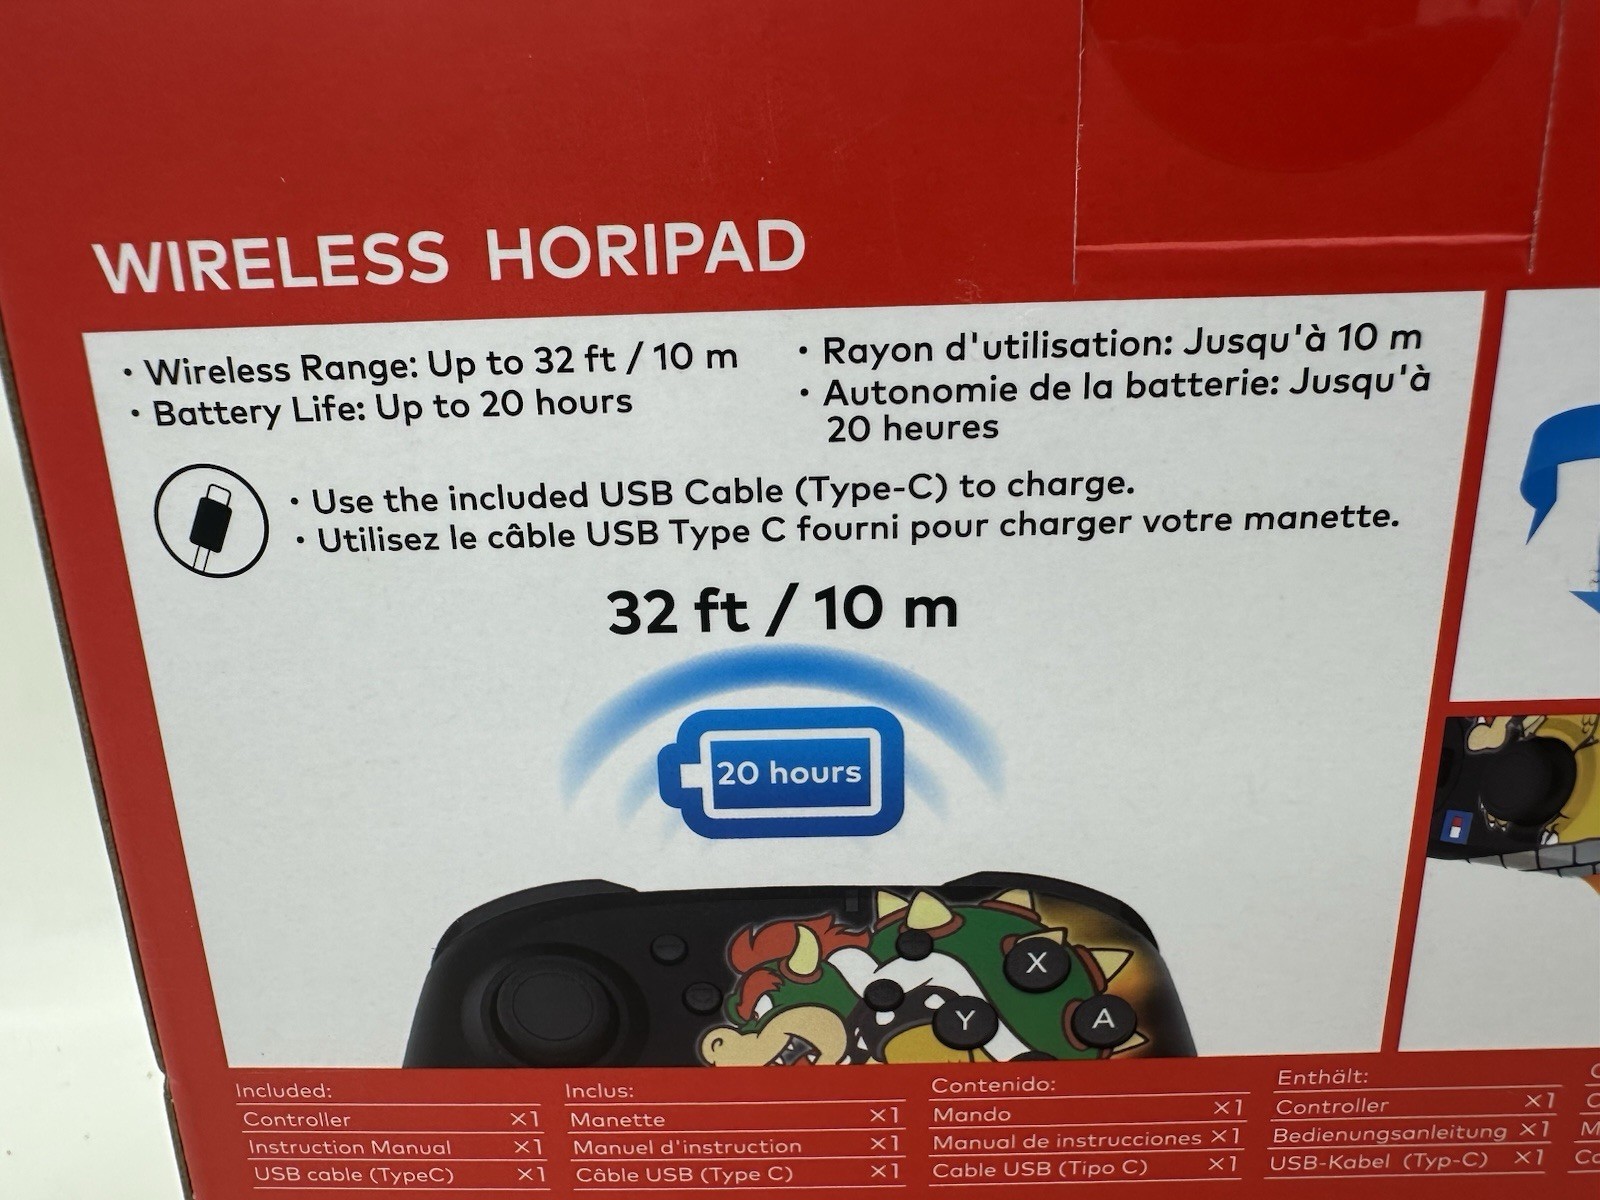 WIRELESS HORIPAD
• Wireless Range: Up to 32 ft / 10 m
• Battery Life: Up to 20 hours
• Rayon d'utilisation: Jusqu'à 10 m
• Autonomie de la batterie: Jusqu'à
20 heures
• Use the included USB Cable (Type-C) to charge.
• Utilisez le câble USB Type C fourni pour charger votre manette.
32 ft / 10 m
20 hours
X
Y
A
Included:
Controller ×1
Instruction Manual ×1
USB cable (TypeC) ×1
Inclus:
Manette ×1
Manuel d'instruction ×1
Câble USB (Type C) ×1
Contenido:
Mando ×1
Manual de instrucciones ×1
Cable USB (Tipo C) ×1
Enthält:
Controller ×1
Bedienungsanleitung ×1
USB-Kabel (Typ-C) ×1